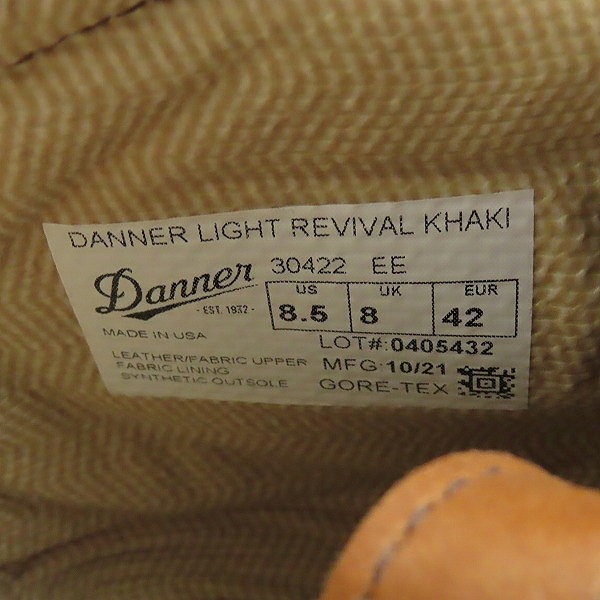 DANNER LIGHT REVIVAL KHAKI
Danner
- EST. 1932 -
30422 EE
US UK EUR
8.5 8 42
MADE IN USA
LOT#:0405432
LEATHER/FABRIC UPPER
FABRIC LINING
SYNTHETIC OUTSOLE
MFG:10/21
GORE-TEX